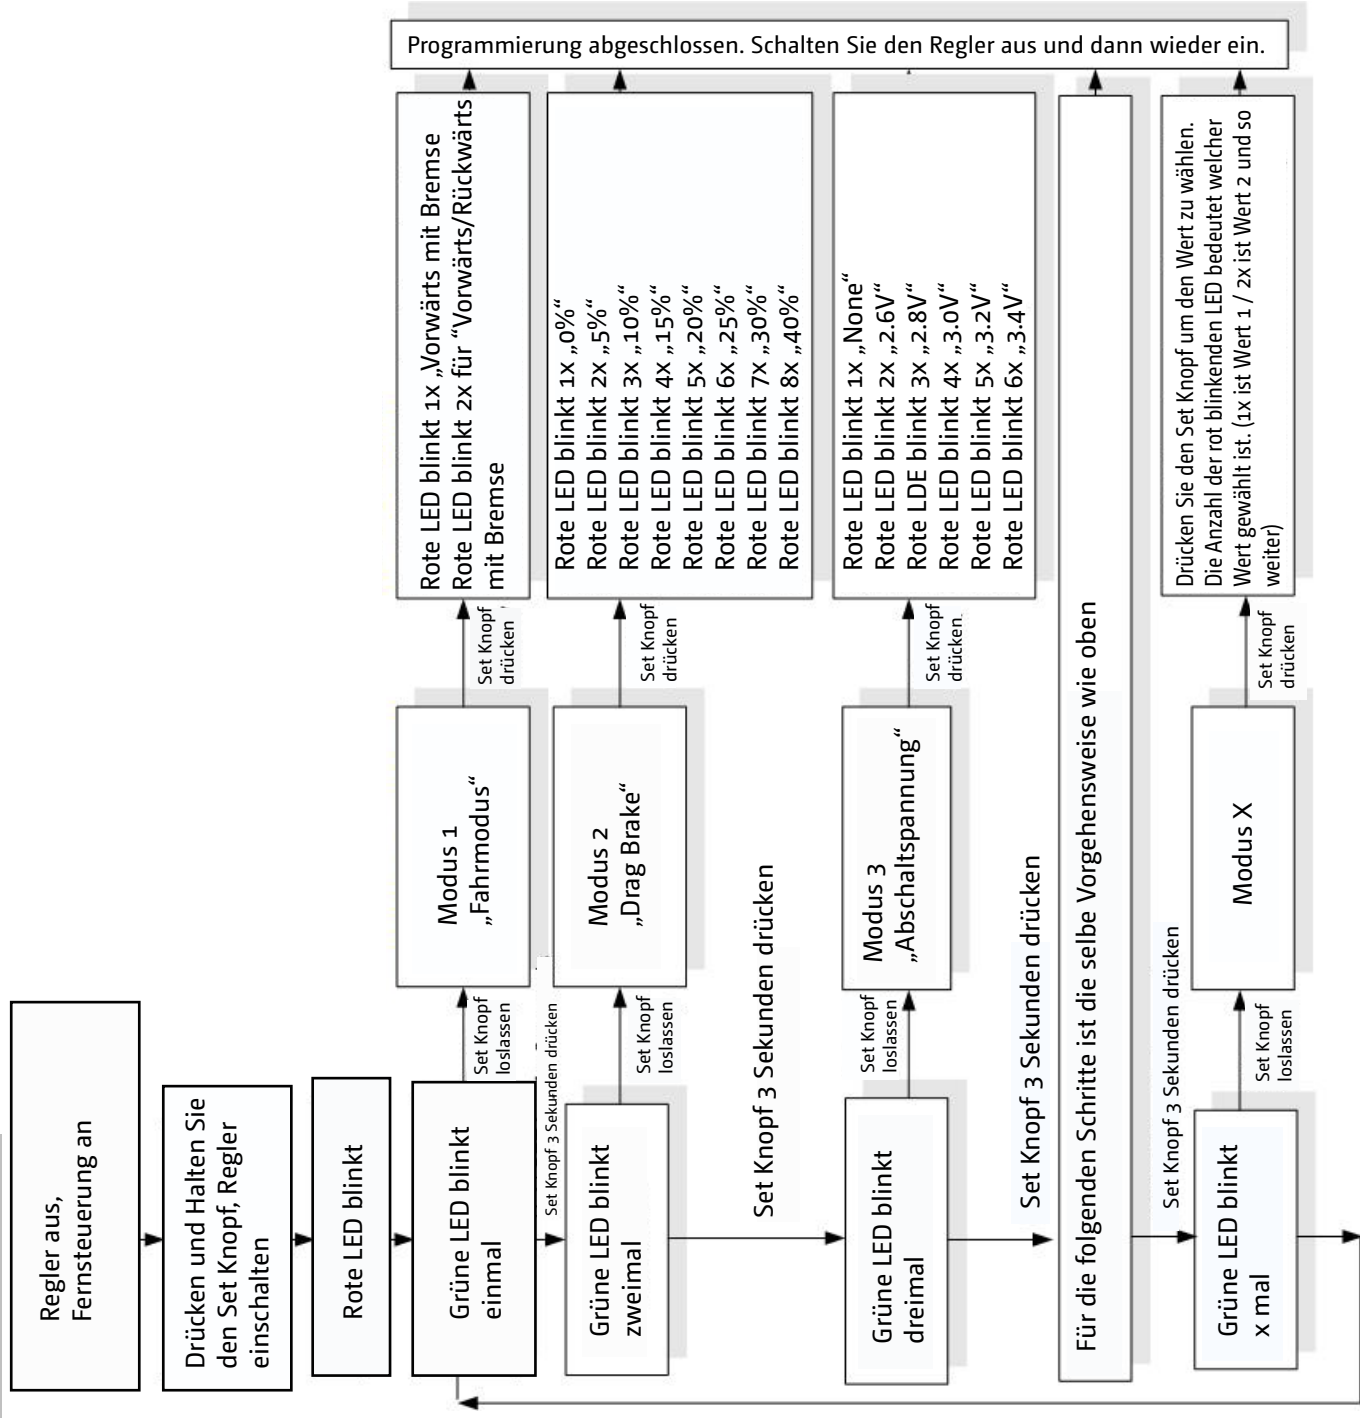 Regler aus,
Fernsteuerung an
Drücken und Halten Sie
den Set Knopf, Regler
einschalten
Rote LED blinkt
Grüne LED blinkt
einmal
Set Knopf
loslassen
Modus 1
„Fahrmodus“
Set Knopf
drücken
Rote LED blinkt 1x „Vorwärts mit Bremse
Rote LED blinkt 2x für “Vorwärts/Rückwärts
mit Bremse
Set Knopf 3 Sekunden drücken
Grüne LED blinkt
zweimal
Set Knopf
loslassen
Modus 2
„Drag Brake“
Set Knopf
drücken
Rote LED blinkt 1x „0%“
Rote LED blinkt 2x „5%“
Rote LED blinkt 3x „10%“
Rote LED blinkt 4x „15%“
Rote LED blinkt 5x „20%“
Rote LED blinkt 6x „25%“
Rote LED blinkt 7x „30%“
Rote LED blinkt 8x „40%“
Set Knopf 3 Sekunden drücken
Grüne LED blinkt
dreimal
Set Knopf
loslassen
Modus 3
„Abschaltspannung“
Set Knopf
drücken
Rote LED blinkt 1x „None“
Rote LED blinkt 2x „2.6V“
Rote LDE blinkt 3x „2.8V“
Rote LED blinkt 4x „3.0V“
Rote LED blinkt 5x „3.2V“
Rote LED blinkt 6x „3.4V“
Set Knopf 3 Sekunden drücken
Für die folgenden Schritte ist die selbe Vorgehensweise wie oben
Set Knopf 3 Sekunden drücken
Grüne LED blinkt
x mal
Set Knopf
loslassen
Modus X
Set Knopf
drücken
Drücken Sie den Set Knopf um den Wert zu wählen.
Die Anzahl der rot blinkenden LED bedeutet welcher
Wert gewählt ist. (1x ist Wert 1 / 2x ist Wert 2 und so
weiter)
Programmierung abgeschlossen. Schalten Sie den Regler aus und dann wieder ein.